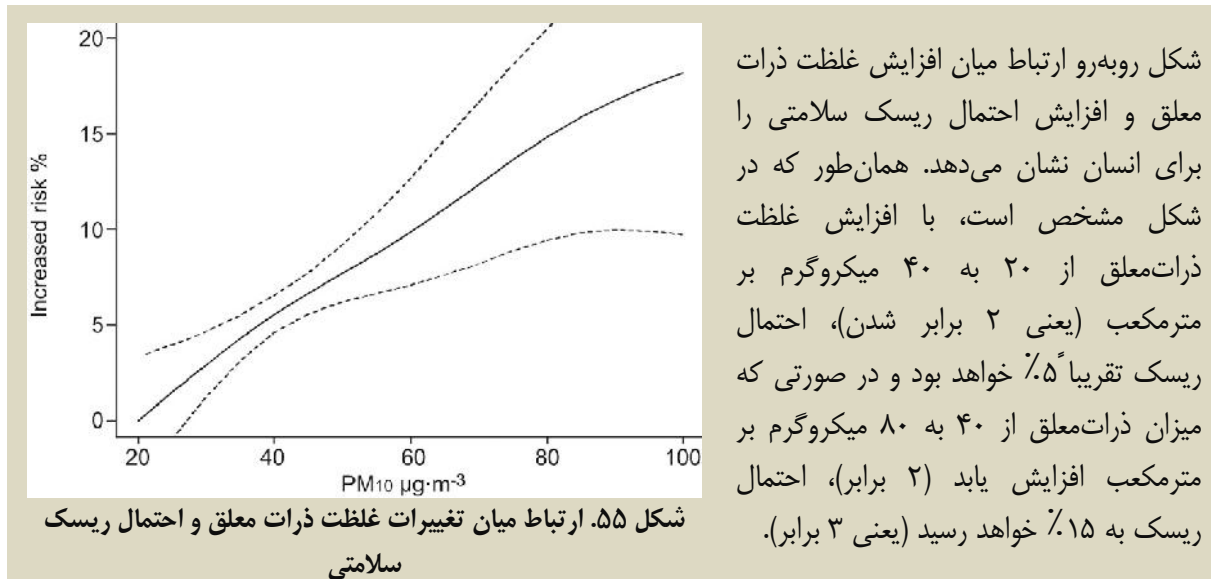 20
15
10
5
0
Increased risk %
20 40 60 80 100
PM10 µg·m-3
شکل ۵۵. ارتباط میان تغییرات غلظت ذرات معلق و احتمال ریسک
سلامتی
شکل روبه‌رو ارتباط میان افزایش غلظت ذرات
معلق و افزایش احتمال ریسک سلامتی را
برای انسان نشان می‌دهد. همان‌طور که در
شکل مشخص است، با افزایش غلظت
ذرات‌معلق از ۲۰ به ۴۰ میکروگرم بر
مترمکعب (یعنی ۲ برابر شدن)، احتمال
ریسک تقریباً ۵٪ خواهد بود و در صورتی که
میزان ذرات‌معلق از ۴۰ به ۸۰ میکروگرم بر
مترمکعب افزایش یابد (۲ برابر)، احتمال
ریسک به ۱۵٪ خواهد رسید (یعنی ۳ برابر).